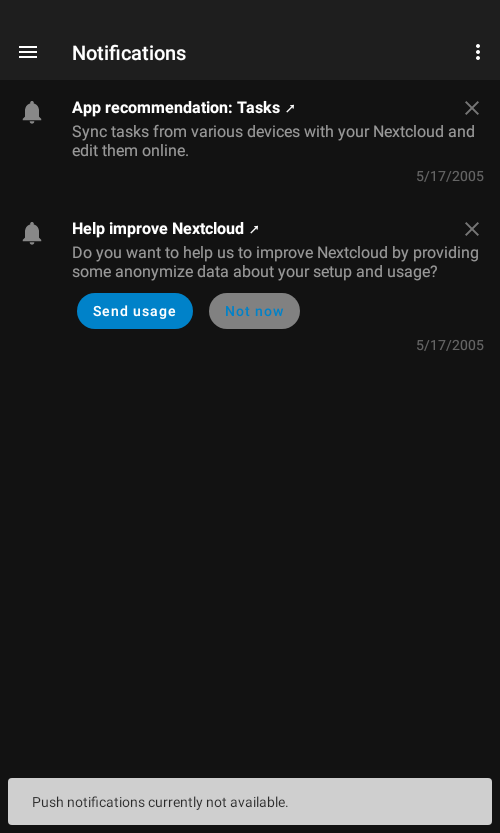 Notifications
App recommendation: Tasks ↗
Sync tasks from various devices with your Nextcloud and
edit them online.
5/17/2005
Help improve Nextcloud ↗
Do you want to help us to improve Nextcloud by providing
some anonymize data about your setup and usage?
Send usage
Not now
5/17/2005
Push notifications currently not available.